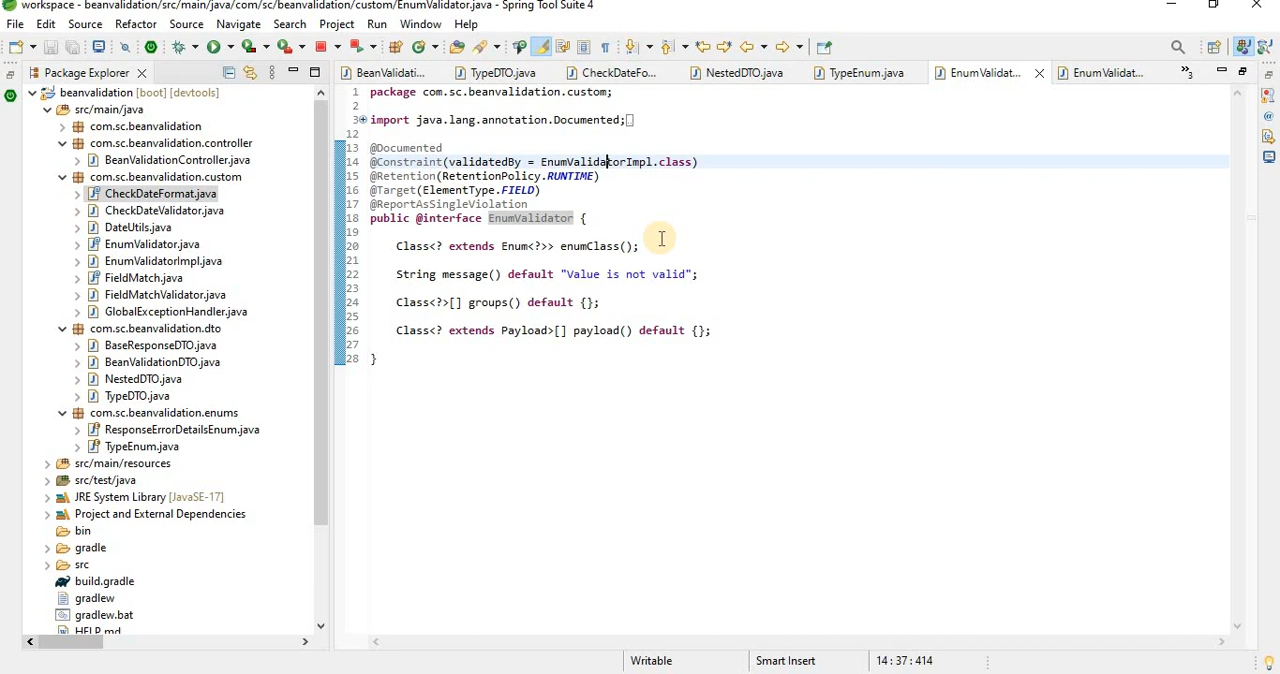 workspace - beanvalidation/src/main/java/com/sc/beanvalidation/custom/EnumValidator.java - Spring Tool Suite 4
File Edit Source Refactor Source Navigate Search Project Run Window Help
Package Explorer
BeanValidati...
TypeDTO.java
CheckDateFo...
NestedDTO.java
TypeEnum.java
EnumValidat...
EnumValidat...
3
beanvalidation [boot] [devtools]
src/main/java
com.sc.beanvalidation
com.sc.beanvalidation.controller
BeanValidationController.java
com.sc.beanvalidation.custom
CheckDateFormat.java
CheckDateValidator.java
DateUtils.java
EnumValidator.java
EnumValidatorImpl.java
FieldMatch.java
FieldMatchValidator.java
GlobalExceptionHandler.java
com.sc.beanvalidation.dto
BaseResponseDTO.java
BeanValidationDTO.java
NestedDTO.java
TypeDTO.java
com.sc.beanvalidation.enums
ResponseErrorDetailsEnum.java
TypeEnum.java
src/main/resources
src/test/java
JRE System Library [JavaSE-17]
Project and External Dependencies
bin
gradle
src
build.gradle
gradlew
gradlew.bat
HELP.md
1 package com.sc.beanvalidation.custom;
2
3 import java.lang.annotation.Documented;
12
13 @Documented
14 @Constraint(validatedBy = EnumValidatorImpl.class)
15 @Retention(RetentionPolicy.RUNTIME)
16 @Target(ElementType.FIELD)
17 @ReportAsSingleViolation
18 public @interface EnumValidator {
19
20 Class<? extends Enum<?>> enumClass();
21
22 String message() default "Value is not valid";
23
24 Class<?>[] groups() default {};
25
26 Class<? extends Payload>[] payload() default {};
27
28 }
Writable
Smart Insert
14 : 37 : 414